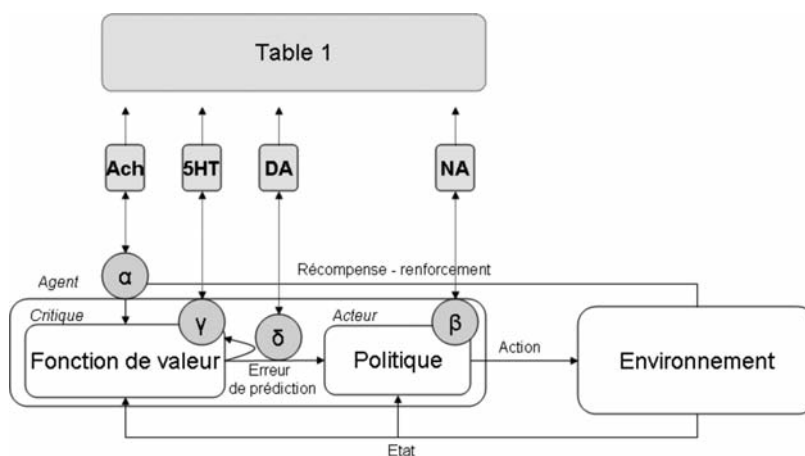 Table 1
Ach
5HT
DA
NA
α
Récompense - renforcement
Agent
Critique
γ
δ
Acteur
β
Fonction de valeur
Politique
Action
Environnement
Erreur
de prédiction
Etat